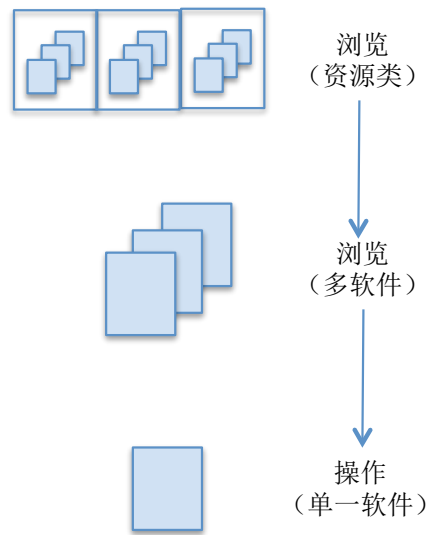 浏览
（资源类）
浏览
（多软件）
操作
（单一软件）